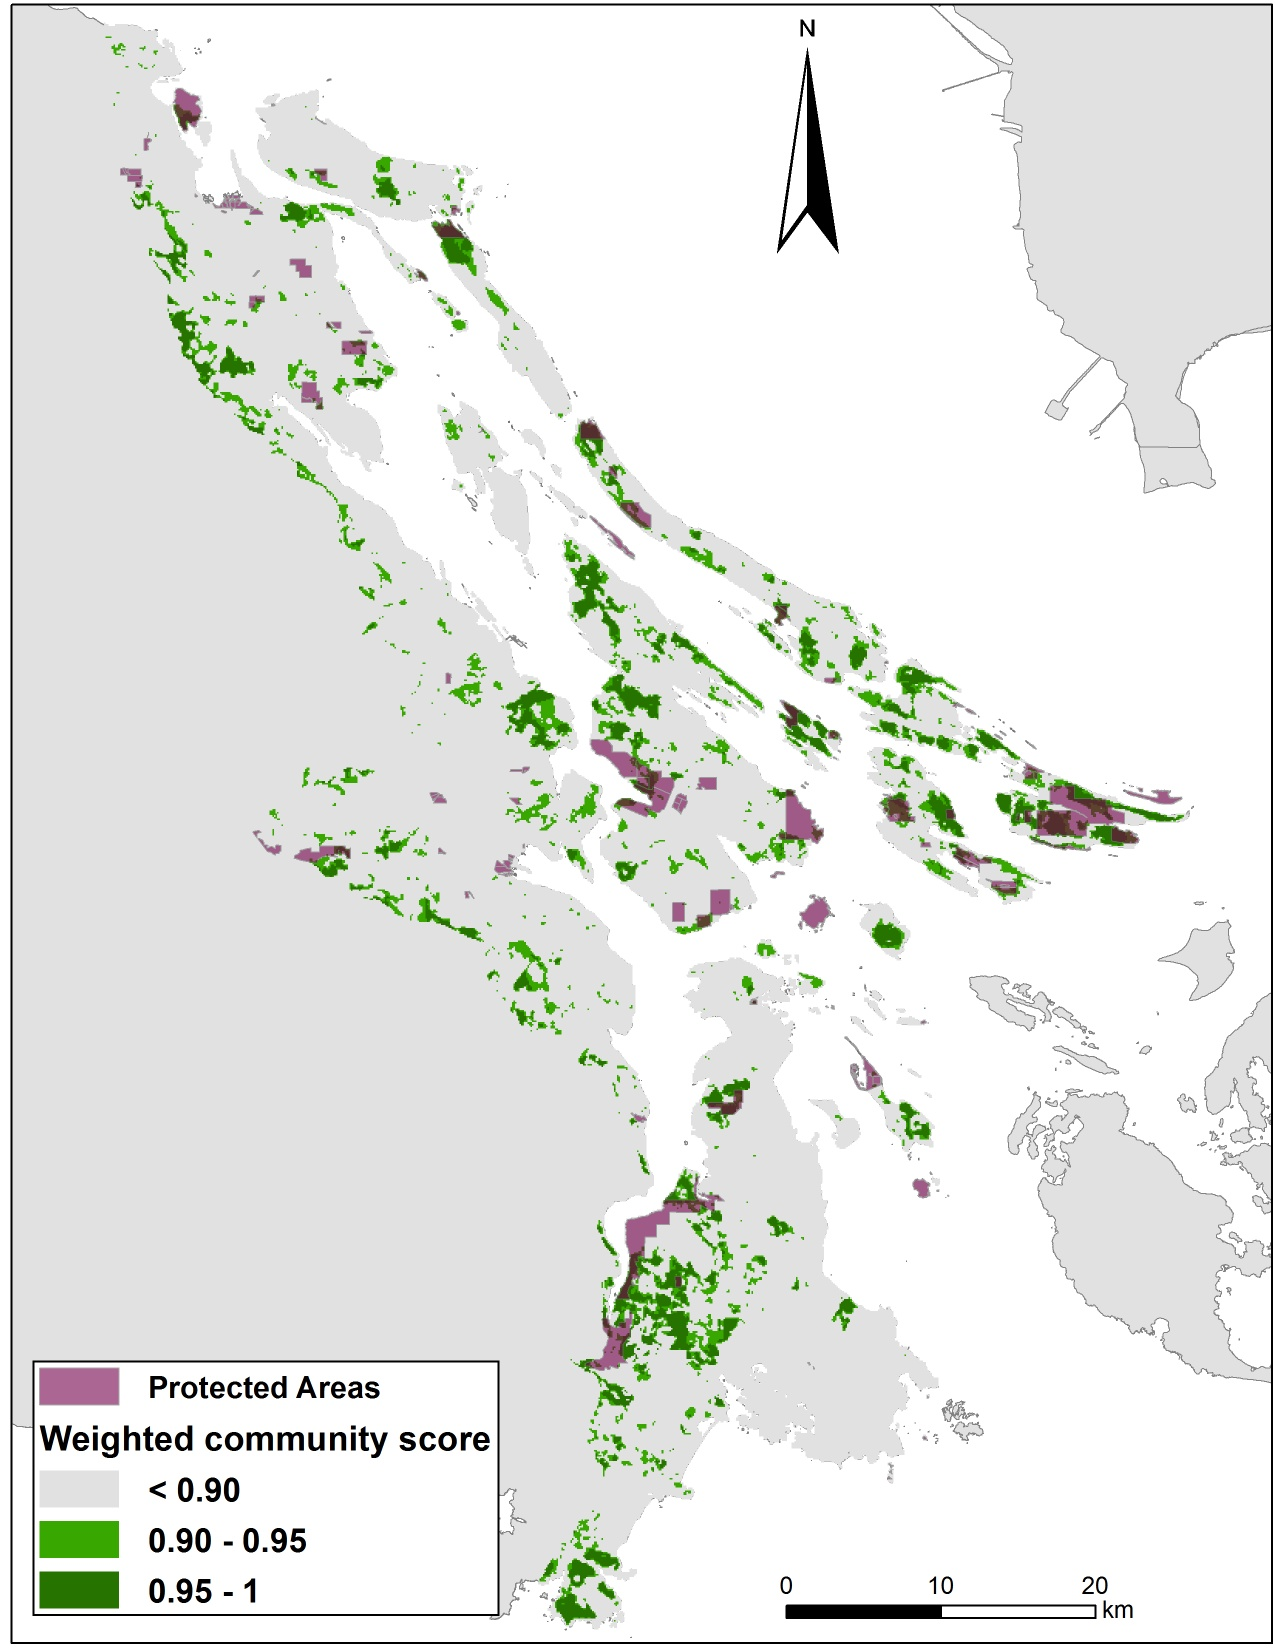 N
Protected Areas
Weighted community score
< 0.90
0.90 - 0.95
0.95 - 1
0 10 20
km